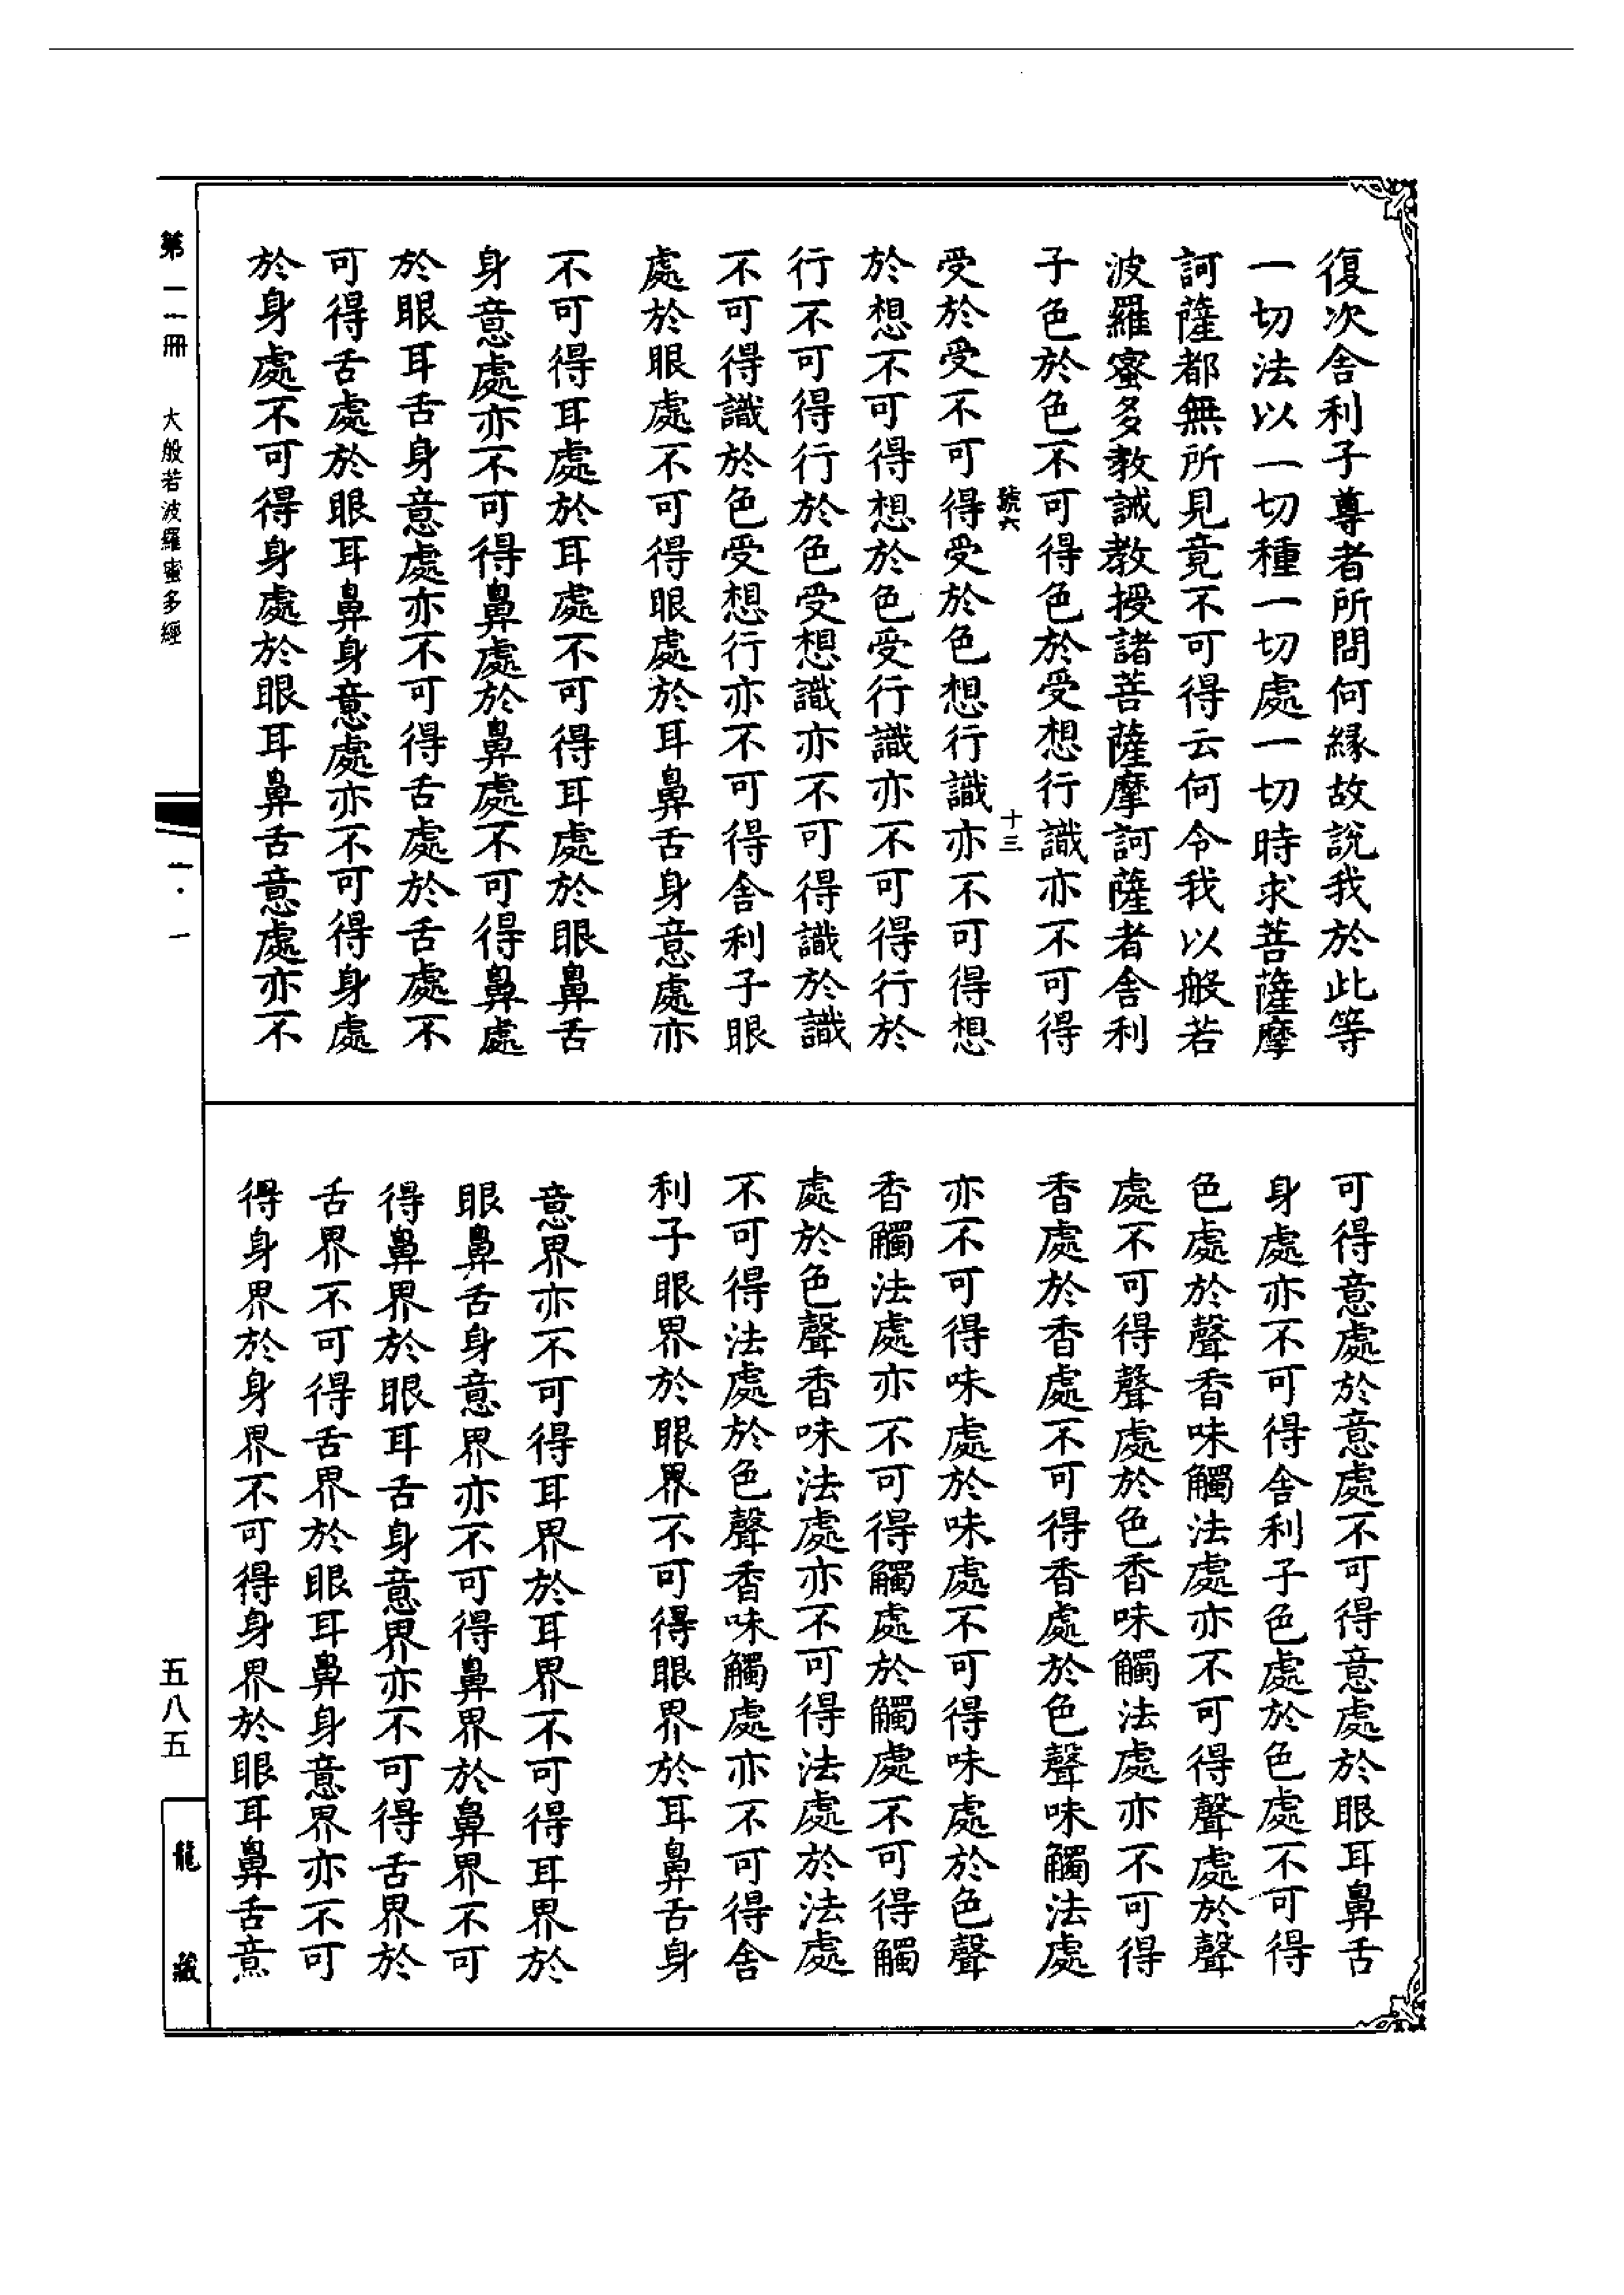 復次舍利子尊者所問何緣故說我於此等
一切法以一切種一切處一切時求菩薩摩
訶薩都無所見竟不可得云何令我以般若
波羅蜜多教誡教授諸菩薩摩訶薩者舍利
子色於色不可得色於受想行識亦不可得
號六
十三
受於受不可得受於色想行識亦不可得想
於想不可得想於色受行識亦不可得行於
行不可得行於色受想識亦不可得識於識
不可得識於色受想行亦不可得舍利子眼
處於眼處不可得眼處於耳鼻舌身意處亦
不可得耳處於耳處不可得耳處於眼鼻舌
身意處亦不可得鼻處於鼻處不可得鼻處
於眼耳舌身意處亦不可得舌處於舌處不
可得舌處於眼耳鼻身意處亦不可得身處
於身處不可得身處於眼耳鼻舌意處亦不
可得意處於意處不可得意處於眼耳鼻舌
身處亦不可得舍利子色處於色處不可得
色處於聲香味觸法處亦不可得聲處於聲
處不可得聲處於色香味觸法處亦不可得
香處於香處不可得香處於色聲味觸法處
亦不可得味處於味處不可得味處於色聲
香觸法處亦不可得觸處於觸處不可得觸
處於色聲香味法處亦不可得法處於法處
不可得法處於色聲香味觸處亦不可得舍
利子眼界於眼界不可得眼界於耳鼻舌身
意界亦不可得耳界於耳界不可得耳界於
眼鼻舌身意界亦不可得鼻界於鼻界不可
得鼻界於眼耳舌身意界亦不可得舌界於
舌界不可得舌界於眼耳鼻身意界亦不可
得身界於身界不可得身界於眼耳鼻舌意
第一一冊 大般若波羅蜜多經
一·一
五八五
龍藏